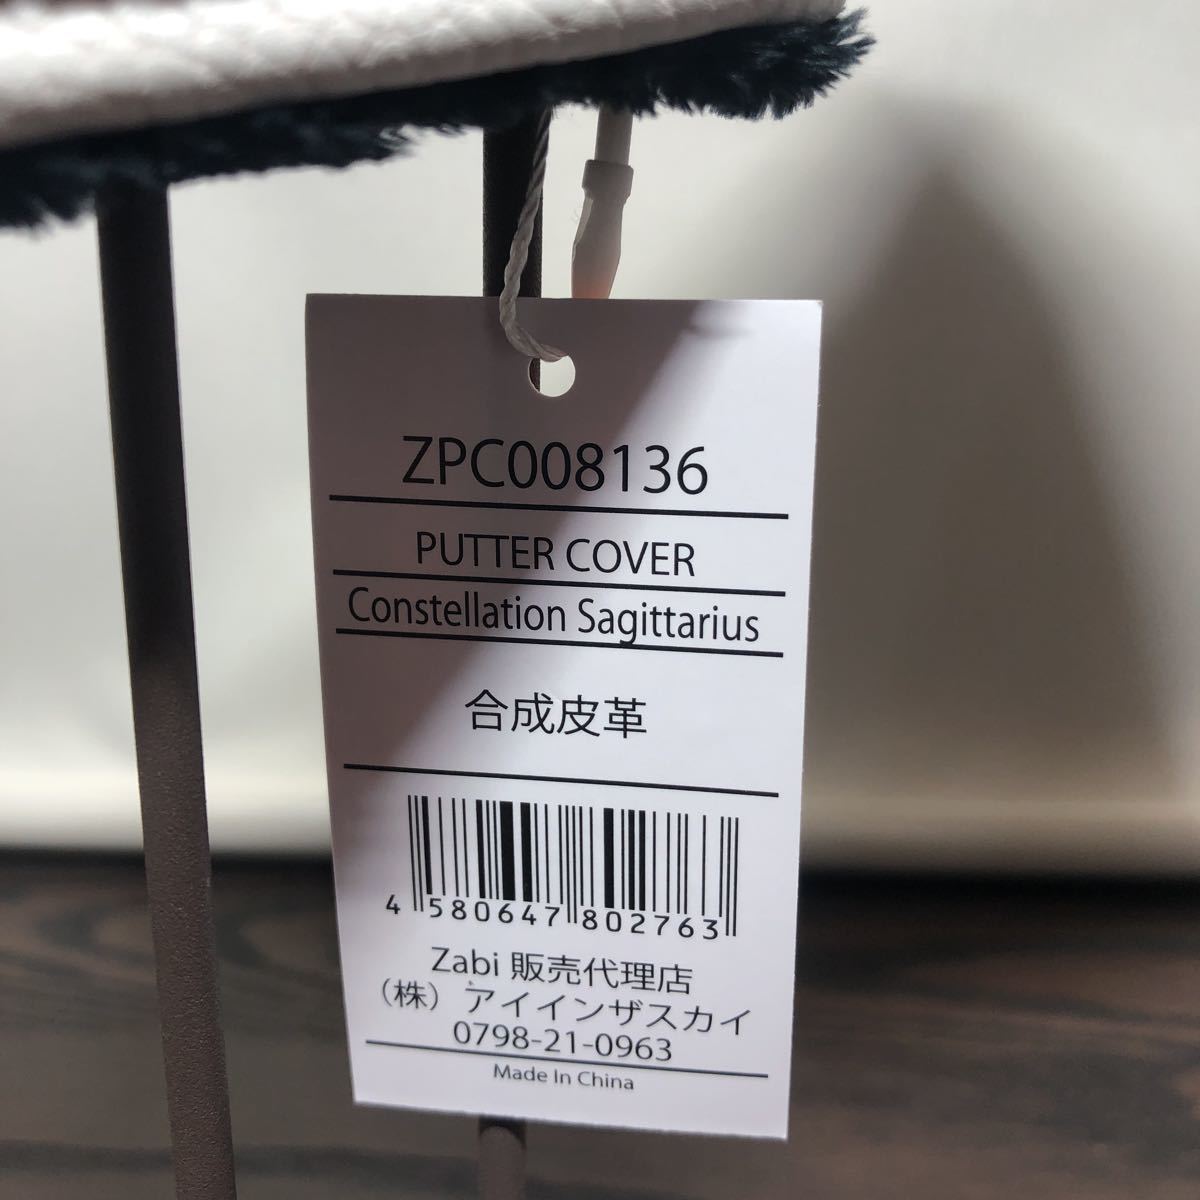 ZPC008136
PUTTER COVER
Constellation Sagittarius
合成皮革
4 580647 802763
Zabi 販売代理店
（株）アイインザスカイ
0798-21-0963
Made In China